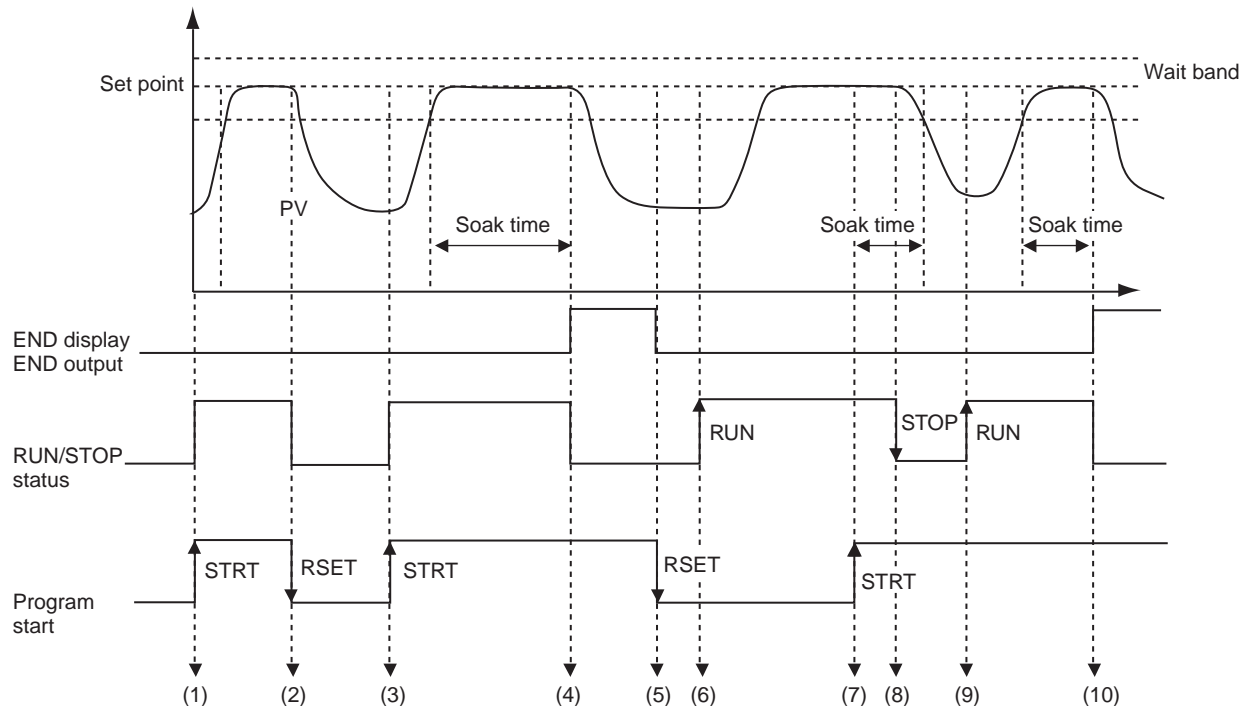 Set point
Wait band
PV
Soak time
Soak time
Soak time
END display
END output
RUN
STOP
RUN
RUN/STOP
status
STRT
RSET
STRT
RSET
STRT
Program
start
(1)
(2)
(3)
(4)
(5)
(6)
(7)
(8)
(9)
(10)